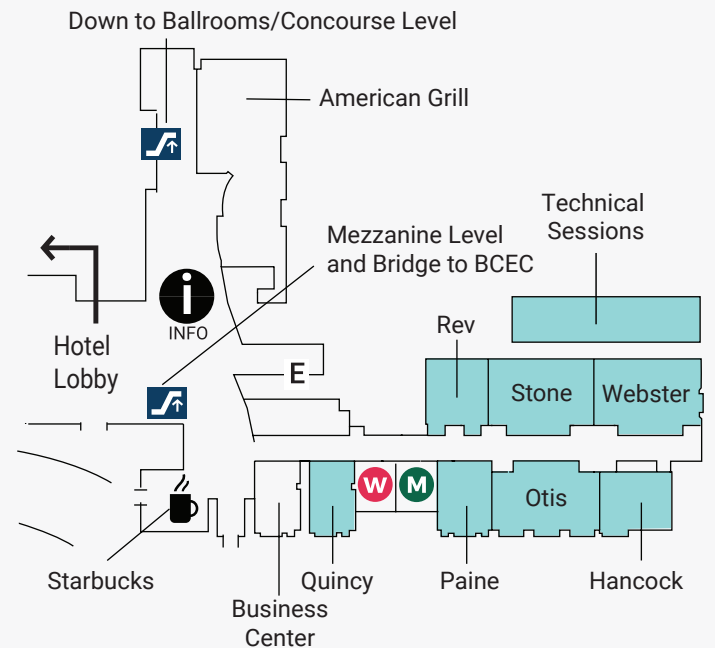 Down to Ballrooms/Concourse Level
American Grill
Technical
Sessions
Mezzanine Level
and Bridge to BCEC
i
INFO
Rev
Hotel
Lobby
E
Stone
Webster
W
M
Otis
Starbucks
Quincy
Paine
Hancock
Business
Center